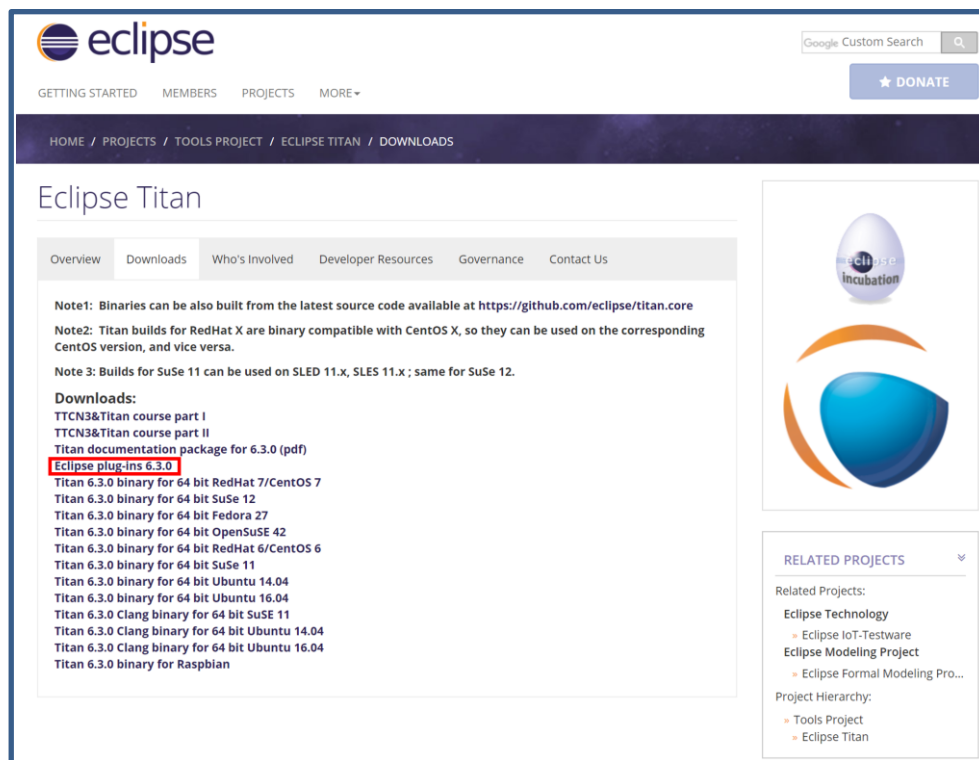 eclipse
Google Custom Search
DONATE
GETTING STARTED MEMBERS PROJECTS MORE
HOME / PROJECTS / TOOLS PROJECT / ECLIPSE TITAN / DOWNLOADS
Eclipse Titan
Overview Downloads Who's Involved Developer Resources Governance Contact Us
Note1: Binaries can be also built from the latest source code available at https://github.com/eclipse/titan.core
Note2: Titan builds for RedHat X are binary compatible with CentOS X, so they can be used on the corresponding
CentOS version, and vice versa.
Note 3: Builds for SuSe 11 can be used on SLED 11.x, SLES 11.x ; same for SuSe 12.
Downloads:
TTCN3&Titan course part I
TTCN3&Titan course part II
Titan documentation package for 6.3.0 (pdf)
Eclipse plug-ins 6.3.0
Titan 6.3.0 binary for 64 bit RedHat 7/CentOS 7
Titan 6.3.0 binary for 64 bit SuSe 12
Titan 6.3.0 binary for 64 bit Fedora 27
Titan 6.3.0 binary for 64 bit OpenSuSE 42
Titan 6.3.0 binary for 64 bit RedHat 6/CentOS 6
Titan 6.3.0 binary for 64 bit SuSe 11
Titan 6.3.0 binary for 64 bit Ubuntu 14.04
Titan 6.3.0 binary for 64 bit Ubuntu 16.04
Titan 6.3.0 Clang binary for 64 bit SuSE 11
Titan 6.3.0 Clang binary for 64 bit Ubuntu 14.04
Titan 6.3.0 Clang binary for 64 bit Ubuntu 16.04
Titan 6.3.0 binary for Raspbian
eclipse
incubation
RELATED PROJECTS
Related Projects:
Eclipse Technology
» Eclipse IoT-Testware
Eclipse Modeling Project
» Eclipse Formal Modeling Pro...
Project Hierarchy:
» Tools Project
» Eclipse Titan